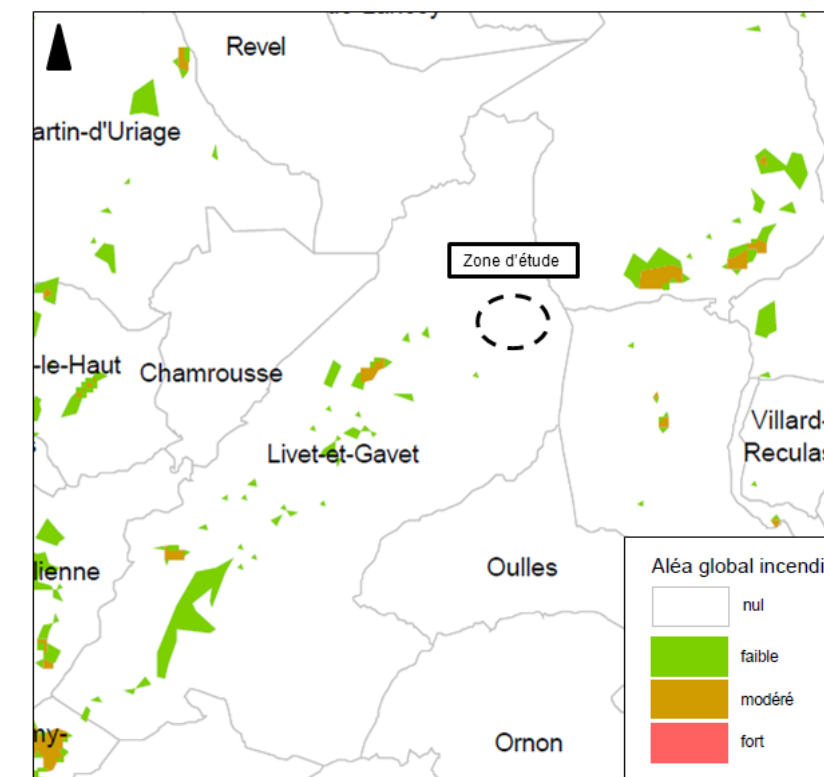 Revel
artin-d'Uriage
Zone d'étude
-le-Haut
Chamrousse
Livet-et-Gavet
Villard-
Reculas
lienne
Oulles
ny-
Ornon
Aléa global incendi
nul
faible
modéré
fort